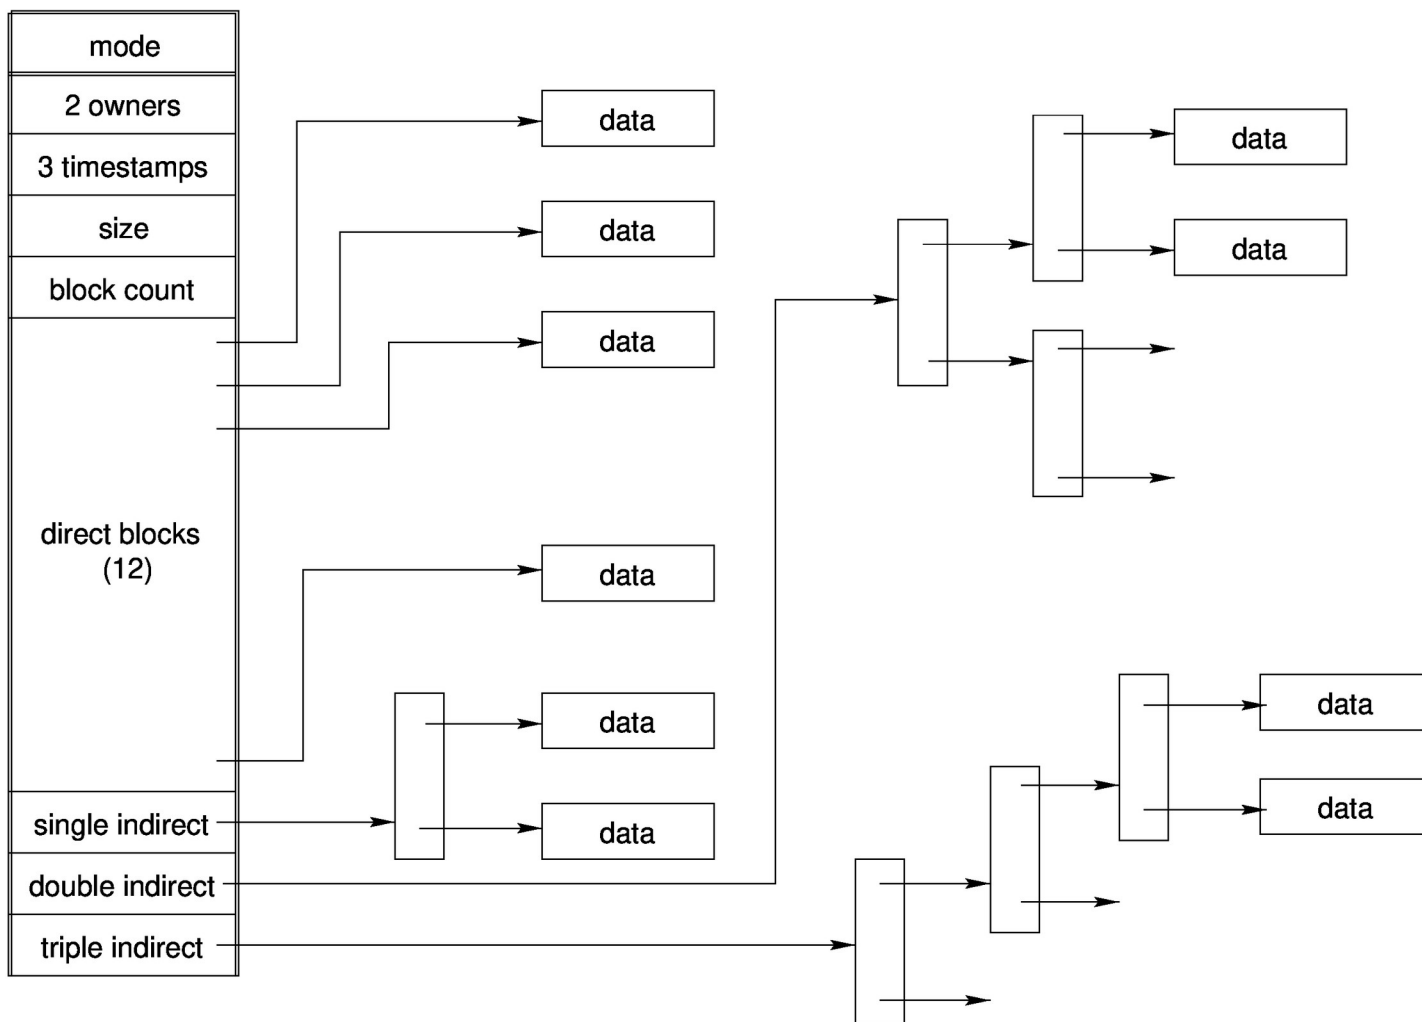 mode
2 owners
3 timestamps
size
block count
direct blocks
(12)
single indirect
double indirect
triple indirect
data
data
data
data
data
data
data
data
data
data